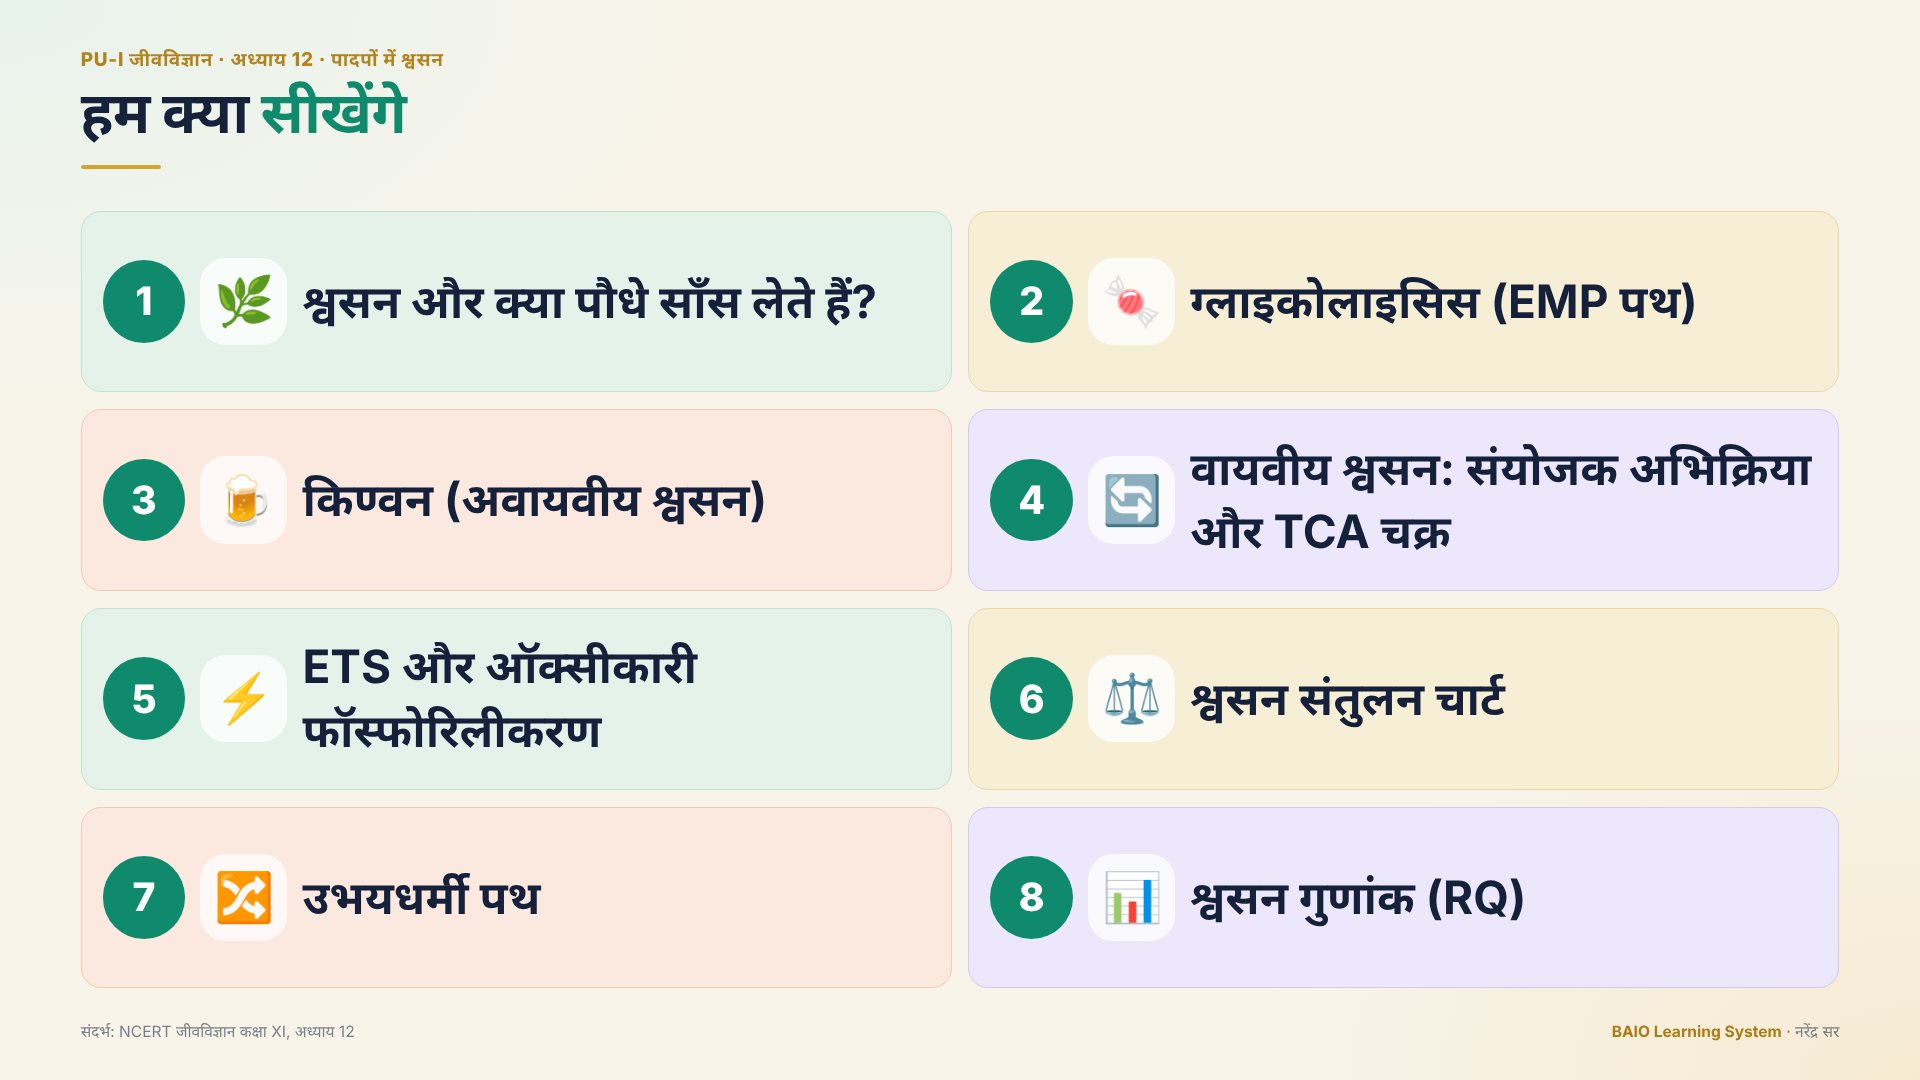 PU-I जीवविज्ञान · अध्याय 12 · पादपों में श्वसन
हम क्या सीखेंगे
1 श्वसन और क्या पौधे साँस लेते हैं?
2 ग्लाइकोलाइसिस (EMP पथ)
3 किण्वन (अवायवीय श्वसन)
4 वायवीय श्वसन: संयोजक अभिक्रिया
और TCA चक्र
5 ETS और ऑक्सीकारी
फॉस्फोरिलीकरण
6 श्वसन संतुलन चार्ट
7 उभयधर्मी पथ
8 श्वसन गुणांक (RQ)
संदर्भ: NCERT जीवविज्ञान कक्षा XI, अध्याय 12
BAIO Learning System · नरेंद्र सर